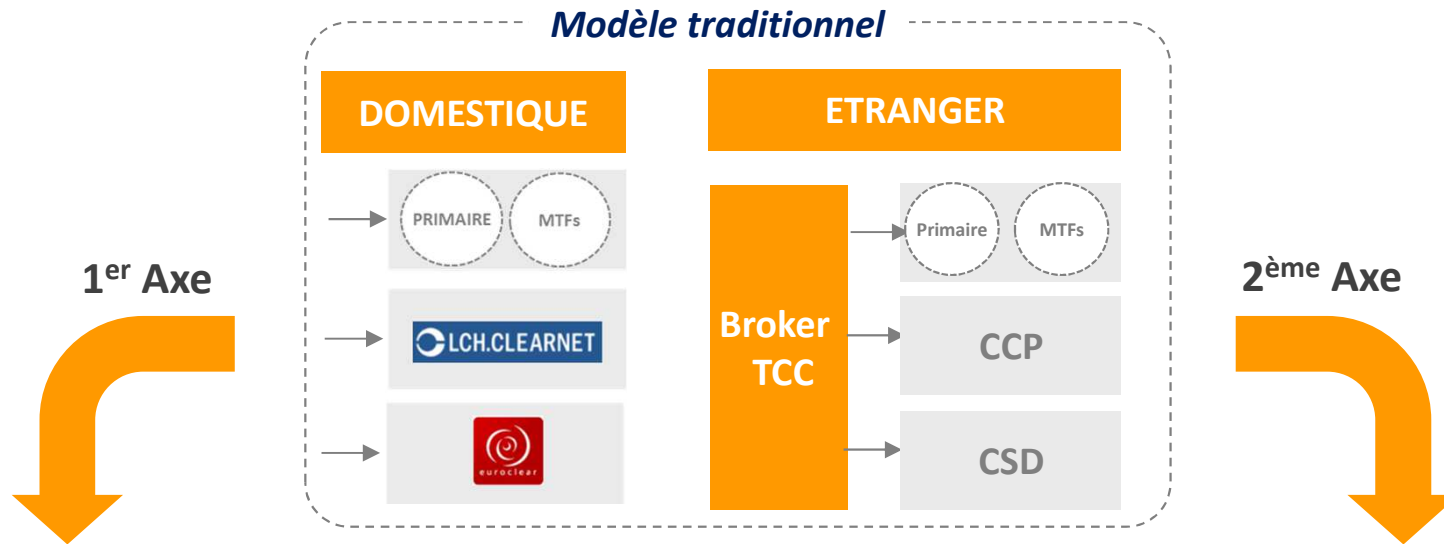 Modèle traditionnel
DOMESTIQUE
ETRANGER
PRIMAIRE
MTFs
Primaire
MTFs
1er Axe
2ème Axe
LCH.CLEARNET
Broker
TCC
CCP
euroclear
CSD